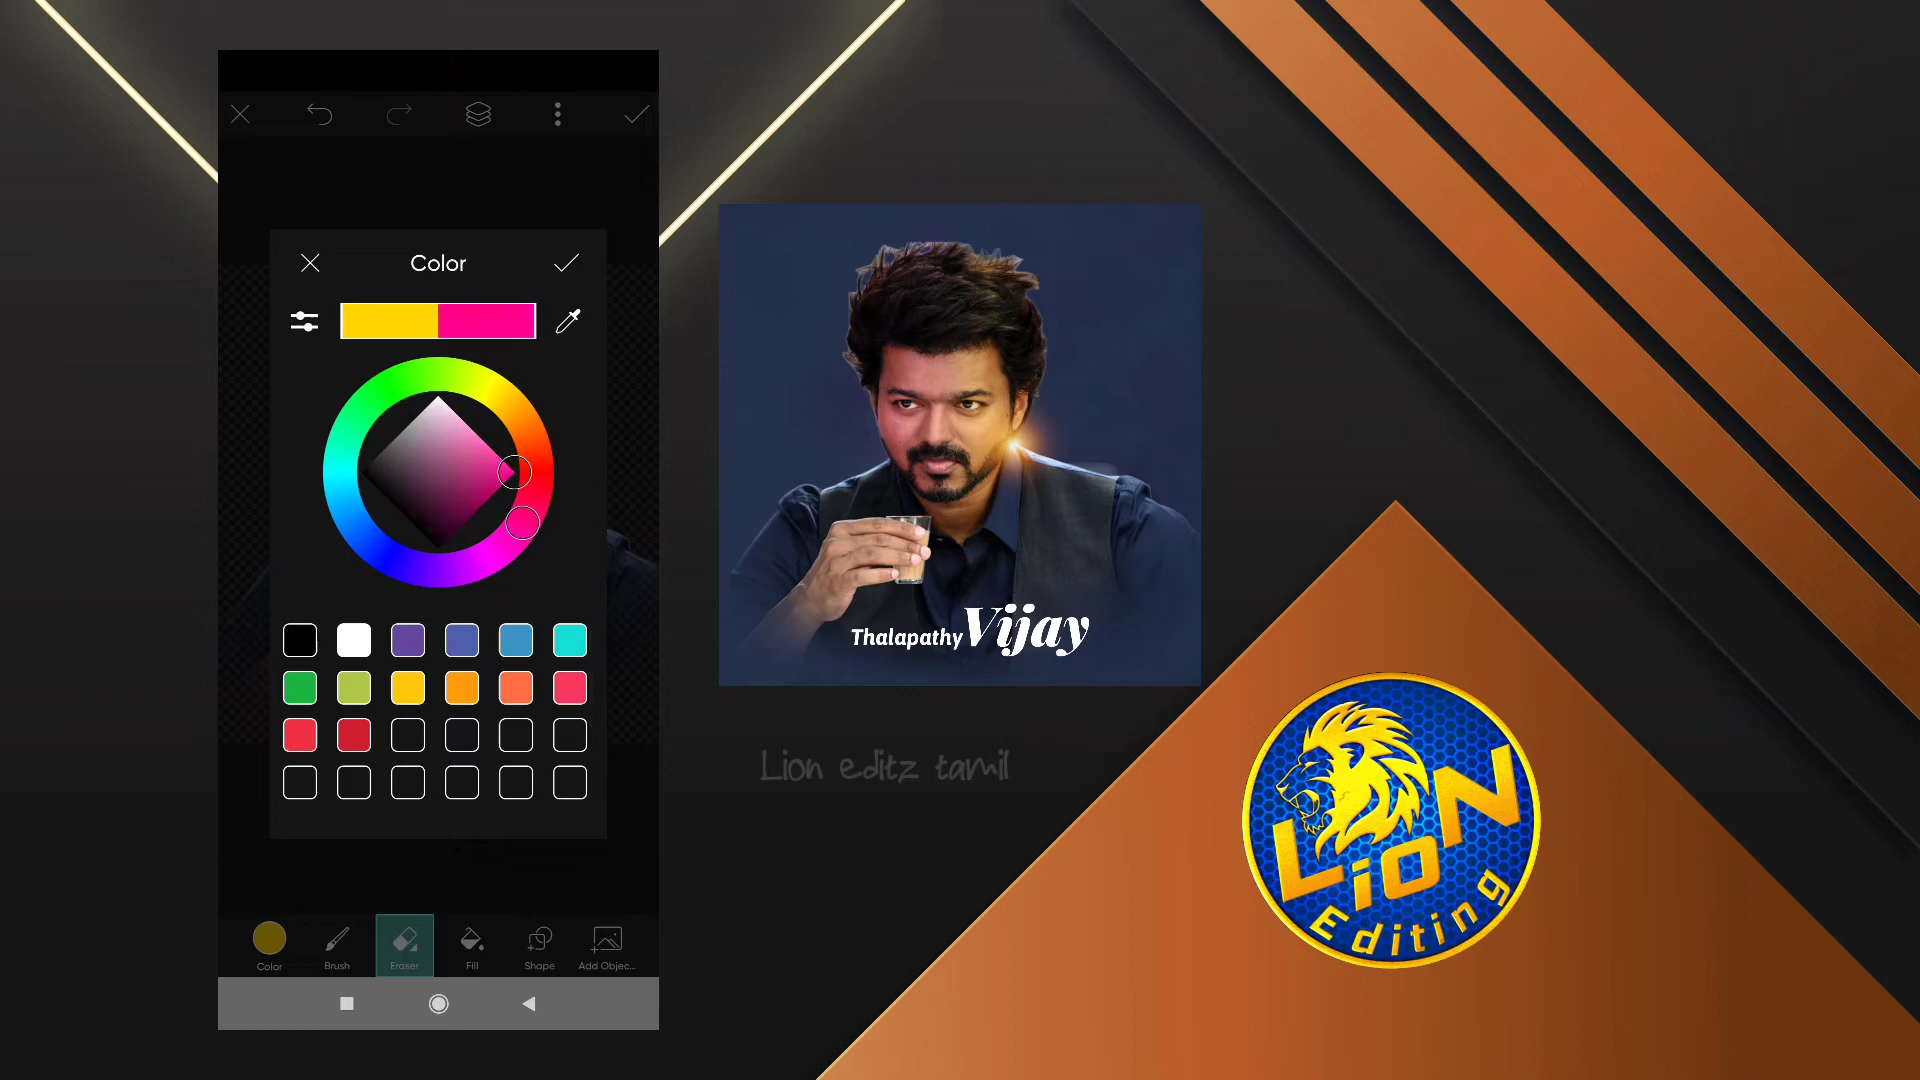 Color
Thalapathy Vijay
Lion editz tamil
LiON
Editing
Color
Brush
Eraser
Fill
Shape
Add Objec...